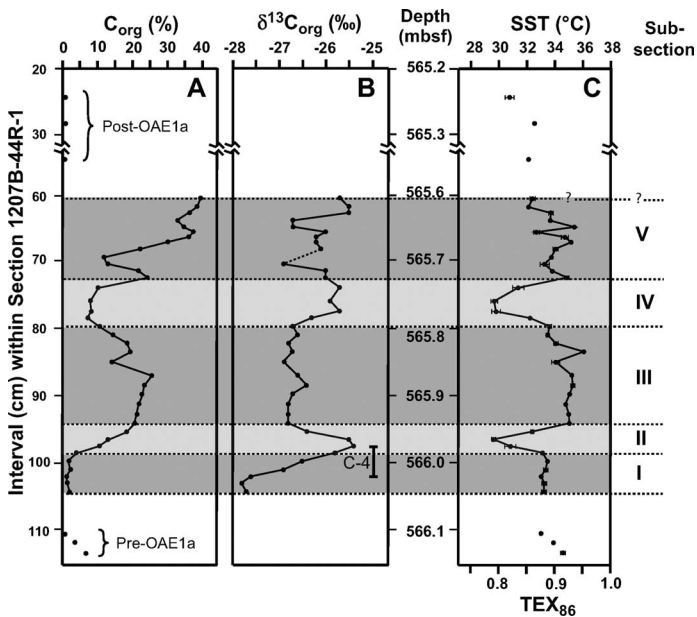 C_org (%)
δ¹³C_org (‰)
Depth (mbsf)
SST (°C)
Sub-section
0 10 20 30 40
-28 -27 -26 -25
28 30 32 34 36 38
20
30
60
70
80
90
100
110
Interval (cm) within Section 1207B-44R-1
A
B
C
Post-OAE1a
Pre-OAE1a
C-4
565.2
565.3
565.6
565.7
565.8
565.9
566.0
566.1
? ?
V
IV
III
II
I
0.8 0.9 1.0
TEX₈₆